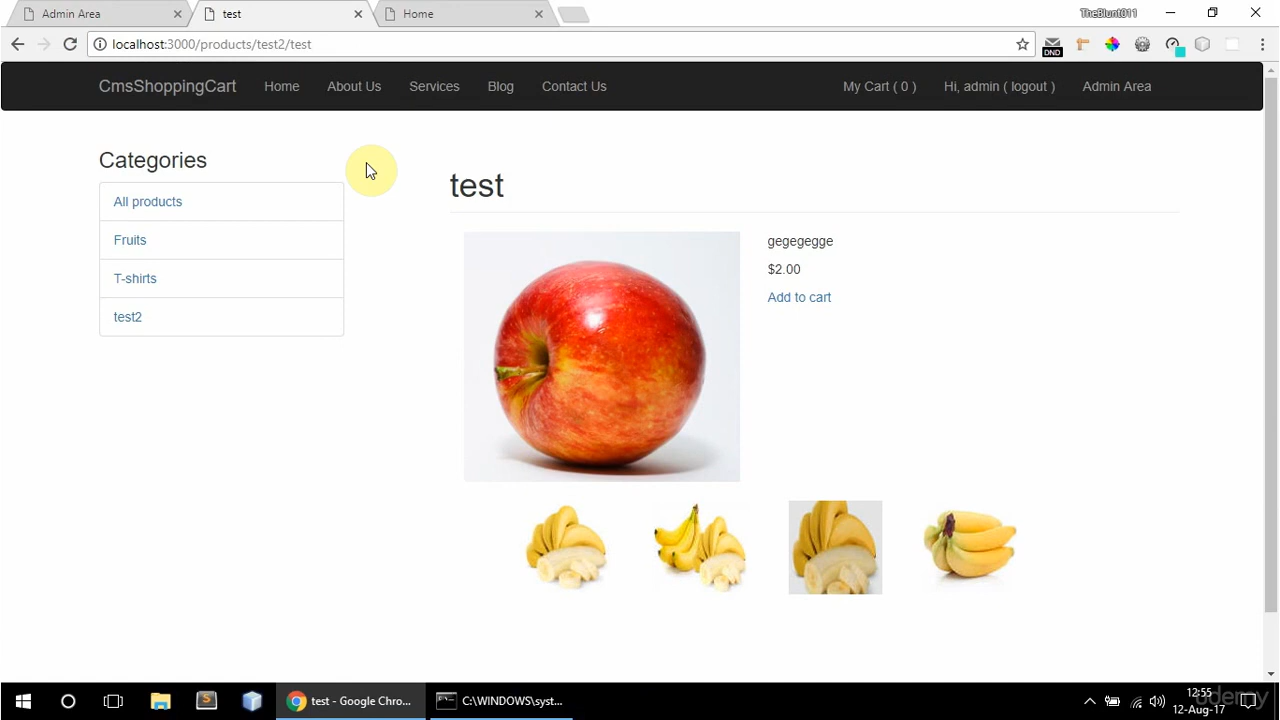 Admin Area
test
Home
TheBlunt011
localhost:3000/products/test2/test
DND
CmsShoppingCart
Home
About Us
Services
Blog
Contact Us
My Cart ( 0 )
Hi, admin ( logout )
Admin Area
Categories
All products
Fruits
T-shirts
test2
test
gegegegge
$2.00
Add to cart
test - Google Chro...
C:\WINDOWS\syst...
12:55
12-Aug-17
udemy